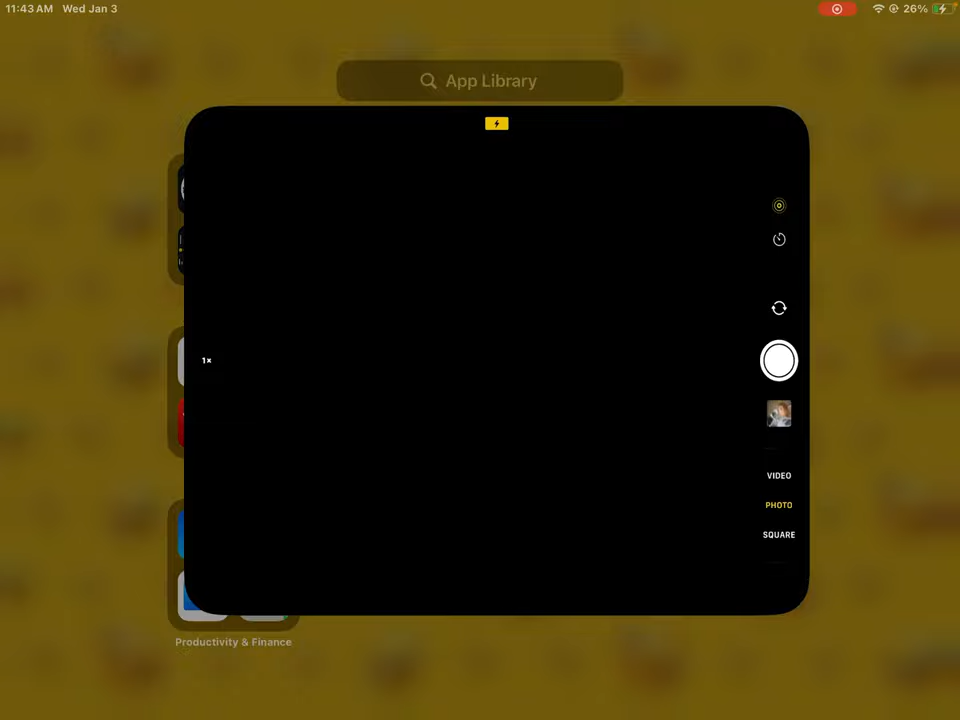 11:43 AM Wed Jan 3
26%
App Library
1×
VIDEO
PHOTO
SQUARE
Productivity & Finance